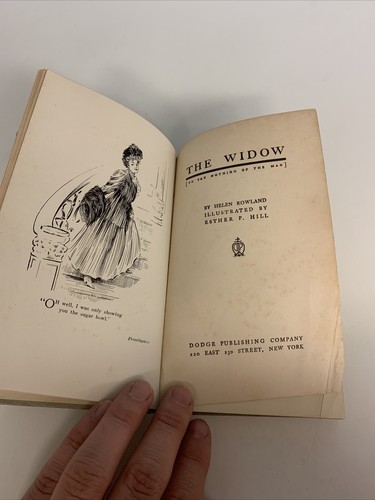 "OH well, I was only showing
you the sugar bowl."
Frontispiece
THE WIDOW
[TO SAY NOTHING OF THE MAN]
BY HELEN ROWLAND
ILLUSTRATED BY
ESTHER P. HILL
DODGE PUBLISHING COMPANY
220 EAST 23D STREET, NEW YORK